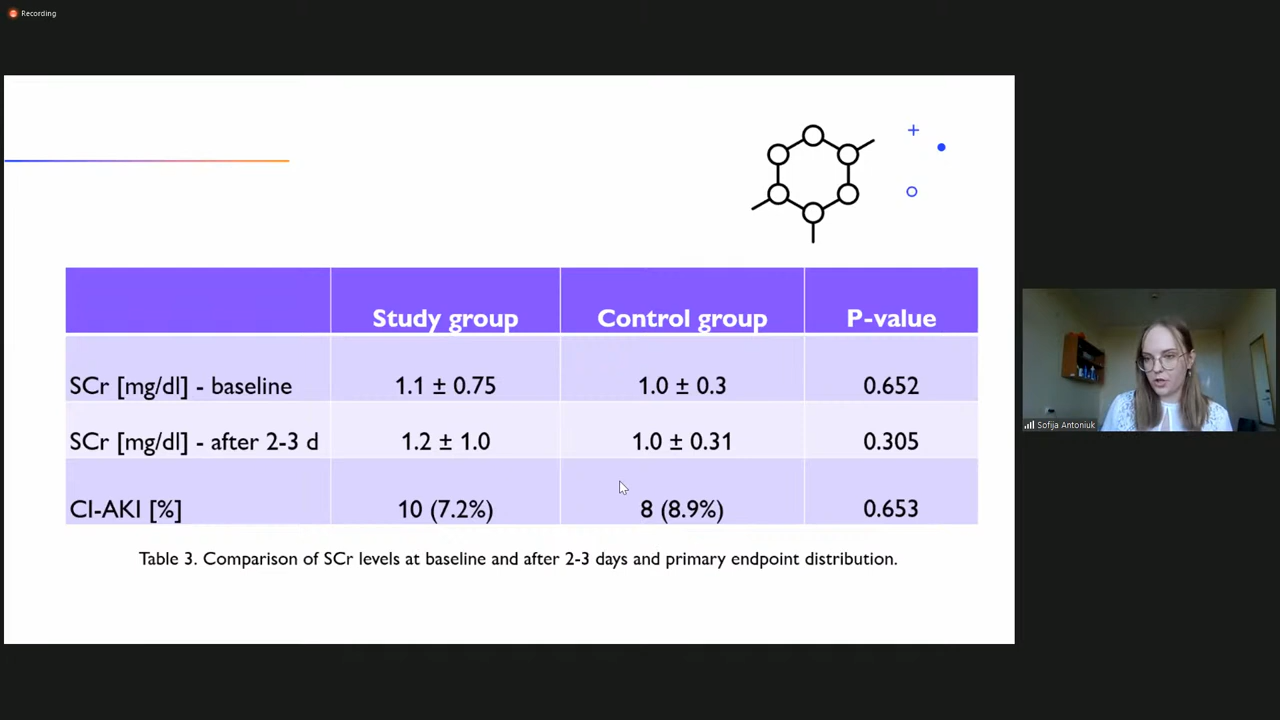 Recording
Study group Control group P-value
SCr [mg/dl] - baseline 1.1 ± 0.75 1.0 ± 0.3 0.652
SCr [mg/dl] - after 2-3 d 1.2 ± 1.0 1.0 ± 0.31 0.305
CI-AKI [%] 10 (7.2%) 8 (8.9%) 0.653
Table 3. Comparison of SCr levels at baseline and after 2-3 days and primary endpoint distribution.
Sofija Antoniuk